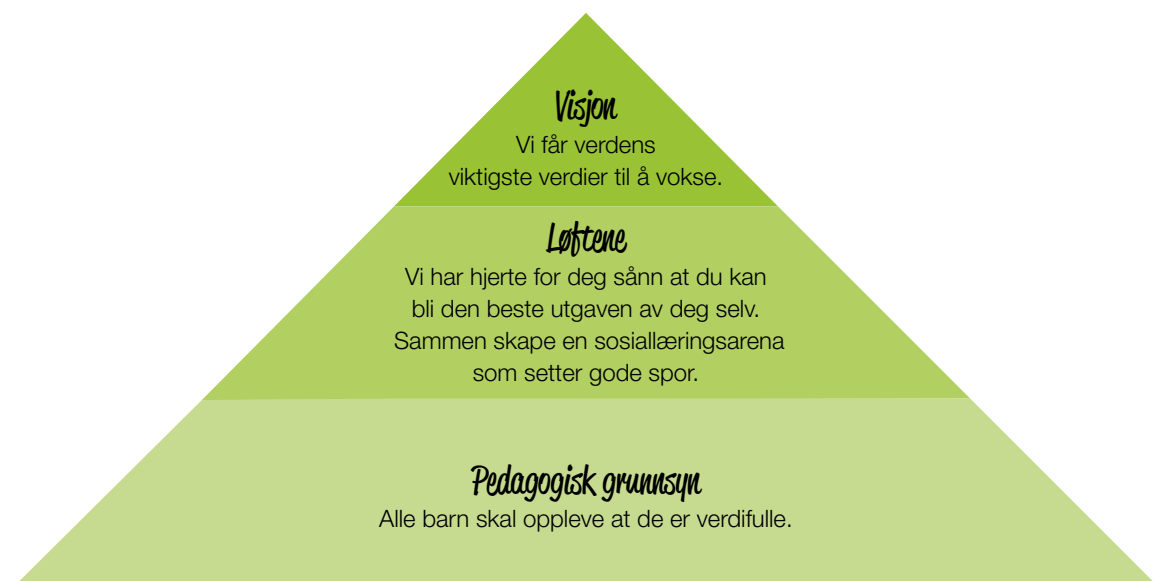 Visjon
Vi får verdens
viktigste verdier til å vokse.
Løftene
Vi har hjerte for deg sånn at du kan
bli den beste utgaven av deg selv.
Sammen skape en sosiallæringsarena
som setter gode spor.
Pedagogisk grunnsyn
Alle barn skal oppleve at de er verdifulle.